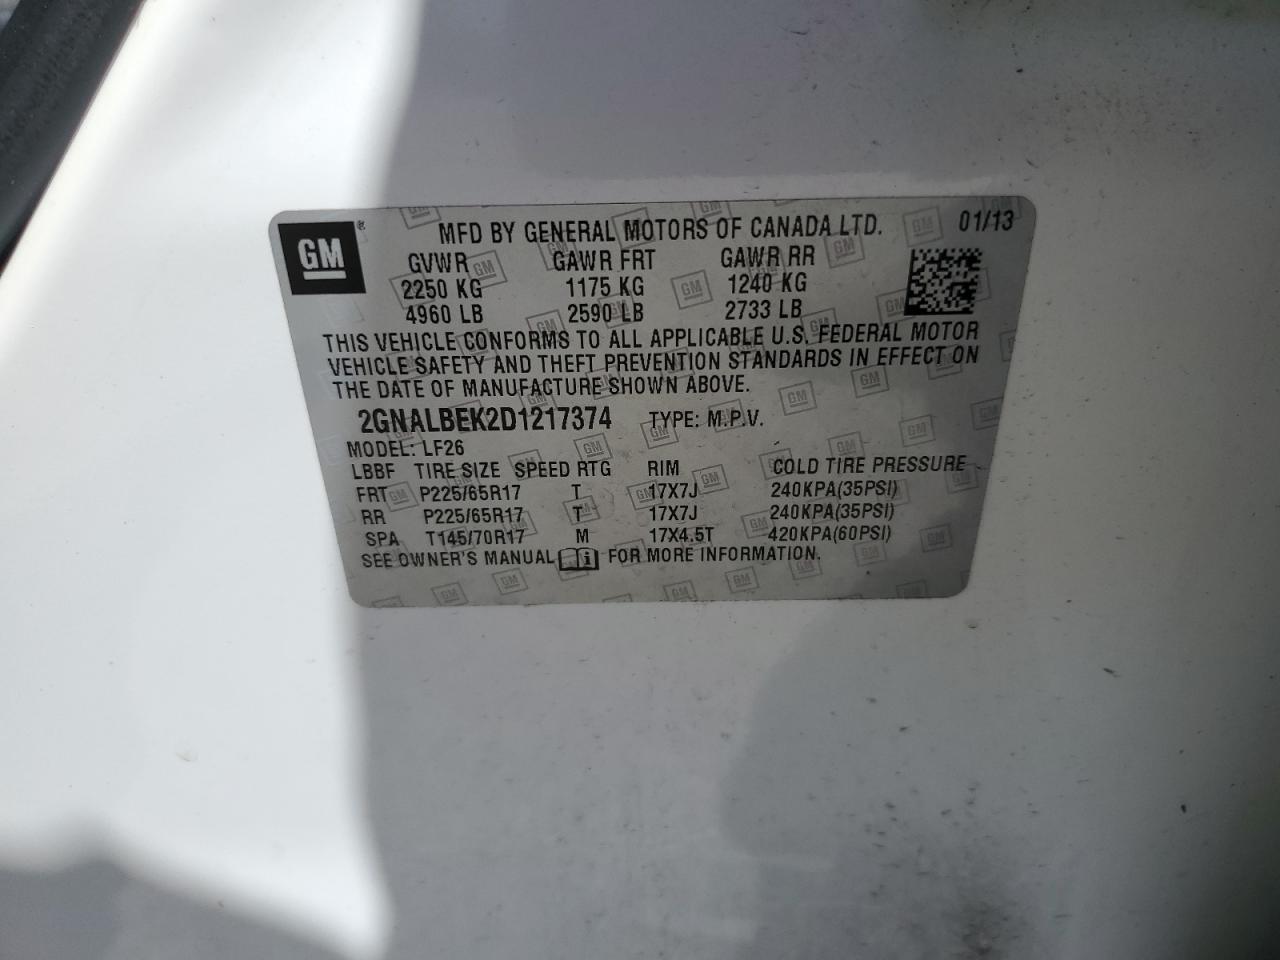 GM® MFD BY GENERAL MOTORS OF CANADA LTD. 01/13
GVWR GAWR FRT GAWR RR
2250 KG 1175 KG 1240 KG
4960 LB 2590 LB 2733 LB
THIS VEHICLE CONFORMS TO ALL APPLICABLE U.S. FEDERAL MOTOR
VEHICLE SAFETY AND THEFT PREVENTION STANDARDS IN EFFECT ON
THE DATE OF MANUFACTURE SHOWN ABOVE.
2GNALBEK2D1217374 TYPE: M.P.V.
MODEL: LF26
LBBF TIRE SIZE SPEED RTG RIM COLD TIRE PRESSURE
FRT P225/65R17 T 17X7J 240KPA(35PSI)
RR P225/65R17 T 17X7J 240KPA(35PSI)
SPA T145/70R17 M 17X4.5T 420KPA(60PSI)
SEE OWNER'S MANUAL i FOR MORE INFORMATION.